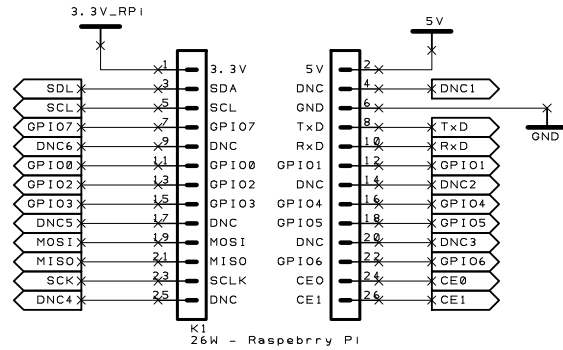 3.3V_RPi 5V
1 3.3V 5V 2
SDL 3 SDA DNC 4 DNC1
SCL 5 SCL GND 6
GPIO7 7 GPIO7 TxD 8 TxD
GND
DNC6 9 DNC RxD 10 RxD
GPIO0 11 GPIO0 GPIO1 12 GPIO1
GPIO2 13 GPIO2 DNC 14 DNC2
GPIO3 15 GPIO3 GPIO4 16 GPIO4
DNC5 17 DNC GPIO5 18 GPIO5
MOSI 19 MOSI DNC 20 DNC3
MISO 21 MISO GPIO6 22 GPIO6
SCK 23 SCLK CE0 24 CE0
DNC4 25 DNC CE1 26 CE1
K1
26W - Raspebrry Pi